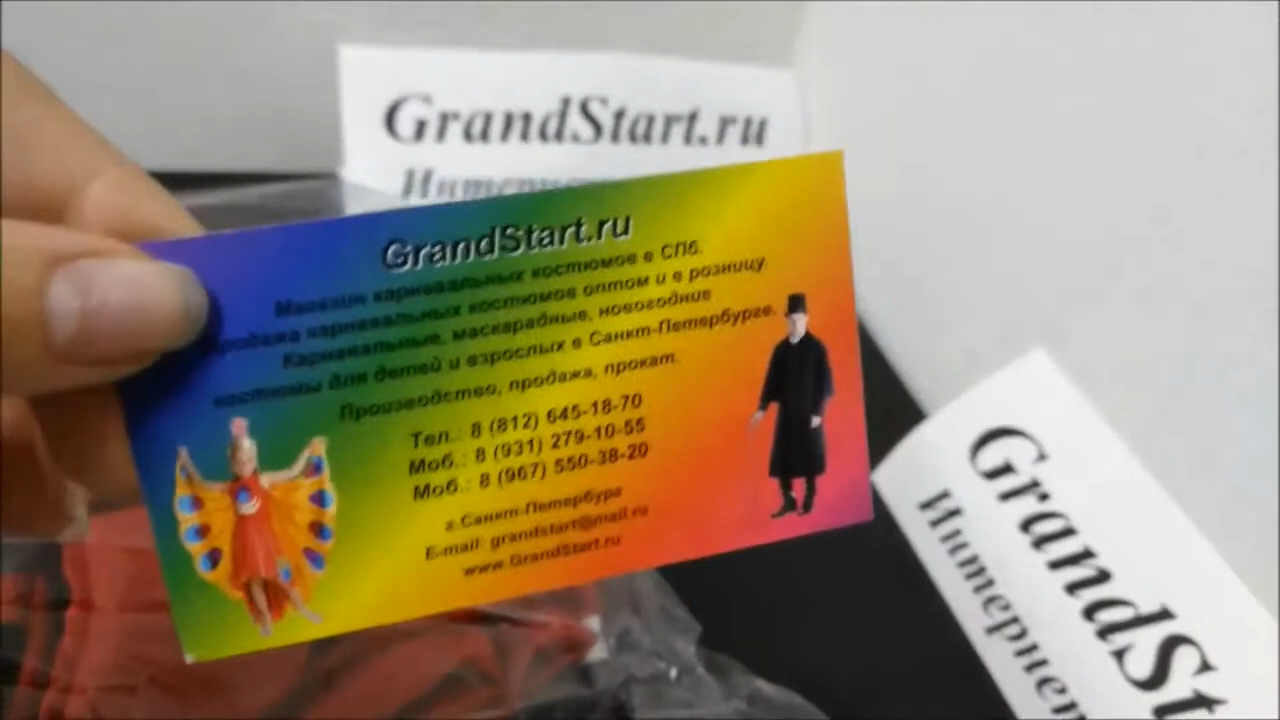 GrandStart.ru
GrandStart.ru
Магазин карнавальных костюмов в СПб.
карнавальных костюмов оптом и в розницу.
Карнавальные, маскарадные, новогодние
костюмы для детей и взрослых в Санкт-Петербурге.
Производство, продажа, прокат.
Тел.: 8 (812) 645-18-70
Моб.: 8 (931) 279-10-55
Моб.: 8 (967) 550-38-20
г.Санкт-Петербург
E-mail: grandstart@mail.ru
www.GrandStart.ru
GrandSt
Интернет